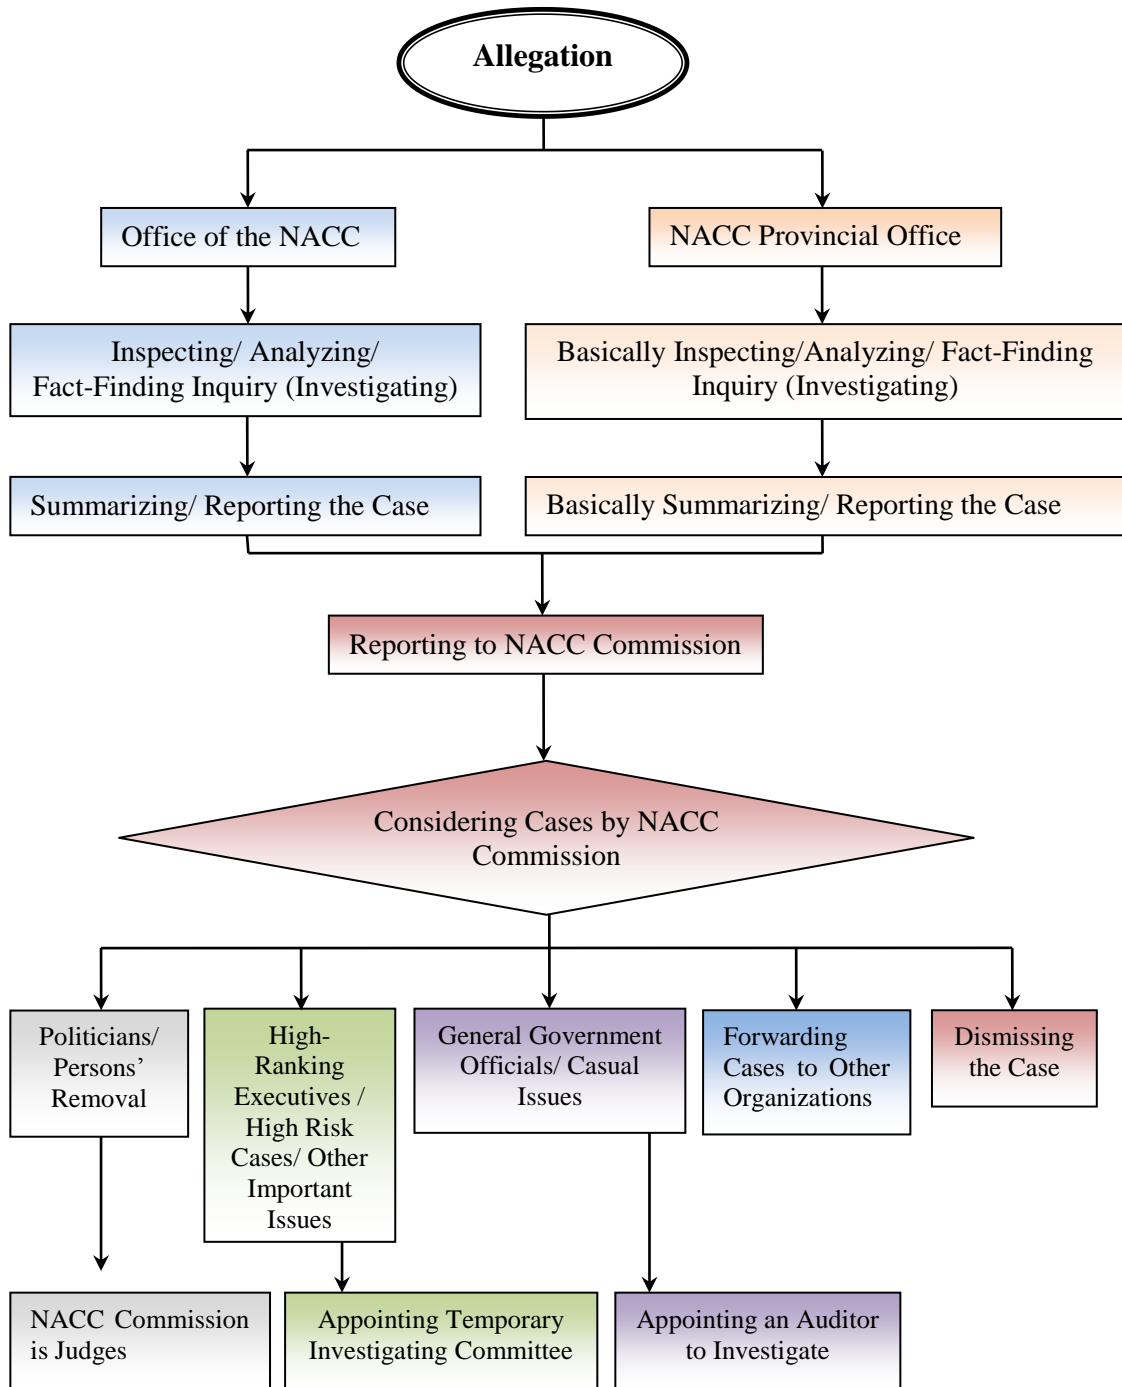 Allegation
Office of the NACC
NACC Provincial Office
Inspecting/ Analyzing/
Fact-Finding Inquiry (Investigating)
Basically Inspecting/Analyzing/ Fact-Finding
Inquiry (Investigating)
Summarizing/ Reporting the Case
Basically Summarizing/ Reporting the Case
Reporting to NACC Commission
Considering Cases by NACC
Commission
Politicians/
Persons’
Removal
High-
Ranking
Executives /
High Risk
Cases/ Other
Important
Issues
General Government
Officials/ Casual
Issues
Forwarding
Cases to Other
Organizations
Dismissing
the Case
NACC Commission
is Judges
Appointing Temporary
Investigating Committee
Appointing an Auditor
to Investigate